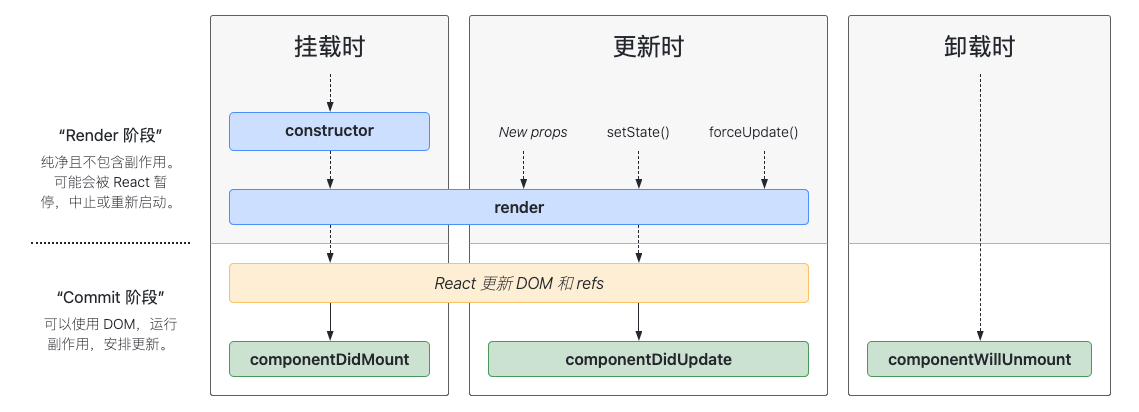 挂载时
更新时
卸载时
“Render 阶段”
纯净且不包含副作用。
可能会被 React 暂
停，中止或重新启动。
constructor
New props
setState()
forceUpdate()
render
“Commit 阶段”
可以使用 DOM，运行
副作用，安排更新。
React 更新 DOM 和 refs
componentDidMount
componentDidUpdate
componentWillUnmount